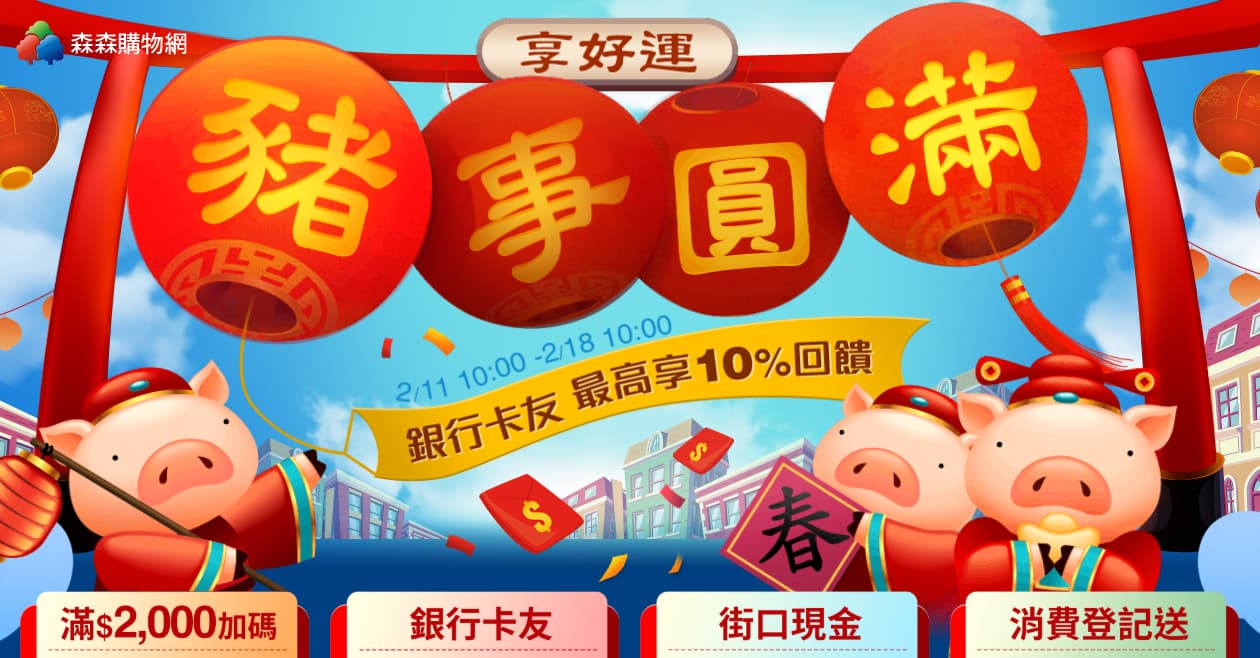 森森購物網
享好運
豬事圓滿
2/11 10:00 -2/18 10:00
銀行卡友 最高享10%回饋
$
$
春
滿$2,000加碼
銀行卡友
街口現金
消費登記送